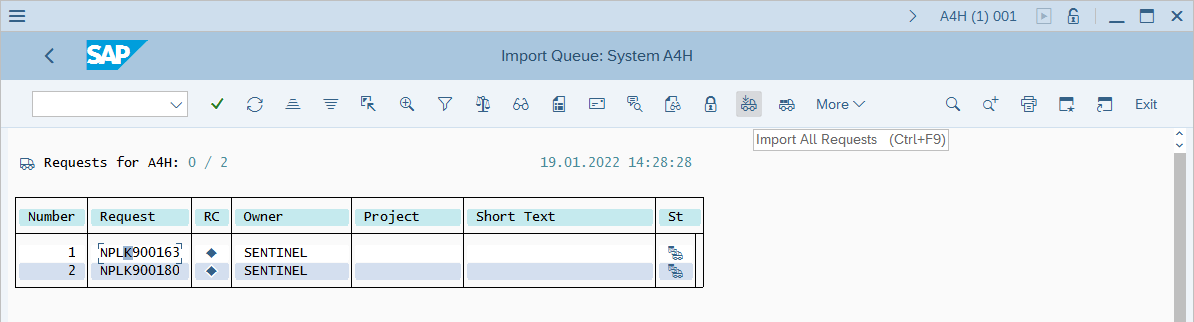 A4H (1) 001
SAP Import Queue: System A4H
More Exit
Import All Requests (Ctrl+F9)
Requests for A4H: 0 / 2 19.01.2022 14:28:28
Number Request RC Owner Project Short Text St
1 NPLK900163 SENTINEL
2 NPLK900180 SENTINEL